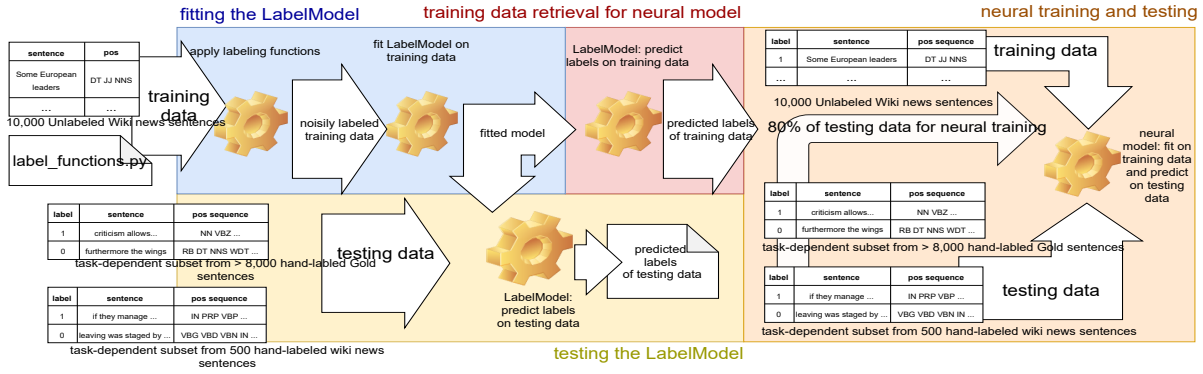 fitting the LabelModel
training data retrieval for neural model
neural training and testing
sentence pos
Some European leaders DT JJ NNS
... ...
10,000 Unlabeled Wiki news sentences
label_functions.py
training data
apply labeling functions
noisily labeled training data
fit LabelModel on training data
fitted model
LabelModel: predict labels on training data
predicted labels of training data
label sentence pos sequence
1 Some European leaders DT JJ NNS
... ... ...
10,000 Unlabeled Wiki news sentences
training data
80% of testing data for neural training
neural model: fit on training data and predict on testing data
label sentence pos sequence
1 criticism allows... NN VBZ ...
0 furthermore the wings RB DT NNS WDT ...
task-dependent subset from > 8,000 hand-labled Gold sentences
label sentence pos sequence
1 if they manage ... IN PRP VBP ...
0 leaving was staged by ... VBG VBD VBN IN ...
task-dependent subset from 500 hand-labeled wiki news sentences
testing data
LabelModel: predict labels on testing data
predicted labels of testing data
testing the LabelModel
label sentence pos sequence
1 criticism allows... NN VBZ ...
0 furthermore the wings RB DT NNS WDT ...
task-dependent subset from > 8,000 hand-labled Gold sentences
label sentence pos sequence
1 if they manage ... IN PRP VBP ...
0 leaving was staged by ... VBG VBD VBN IN ...
task-dependent subset from 500 hand-labeled wiki news sentences
testing data